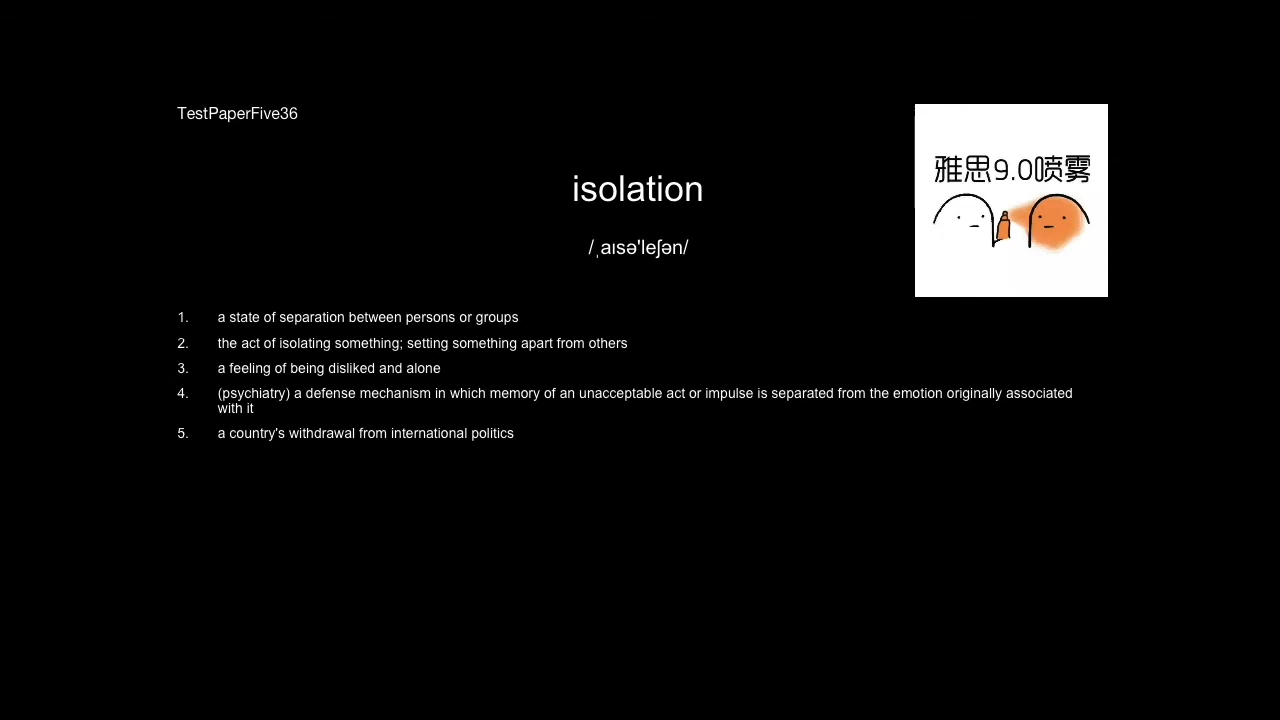 TestPaperFive36
雅思9.0喷雾
isolation
/ˌaɪsə'leʃən/
1. a state of separation between persons or groups
2. the act of isolating something; setting something apart from others
3. a feeling of being disliked and alone
4. (psychiatry) a defense mechanism in which memory of an unacceptable act or impulse is separated from the emotion originally associated
with it
5. a country's withdrawal from international politics